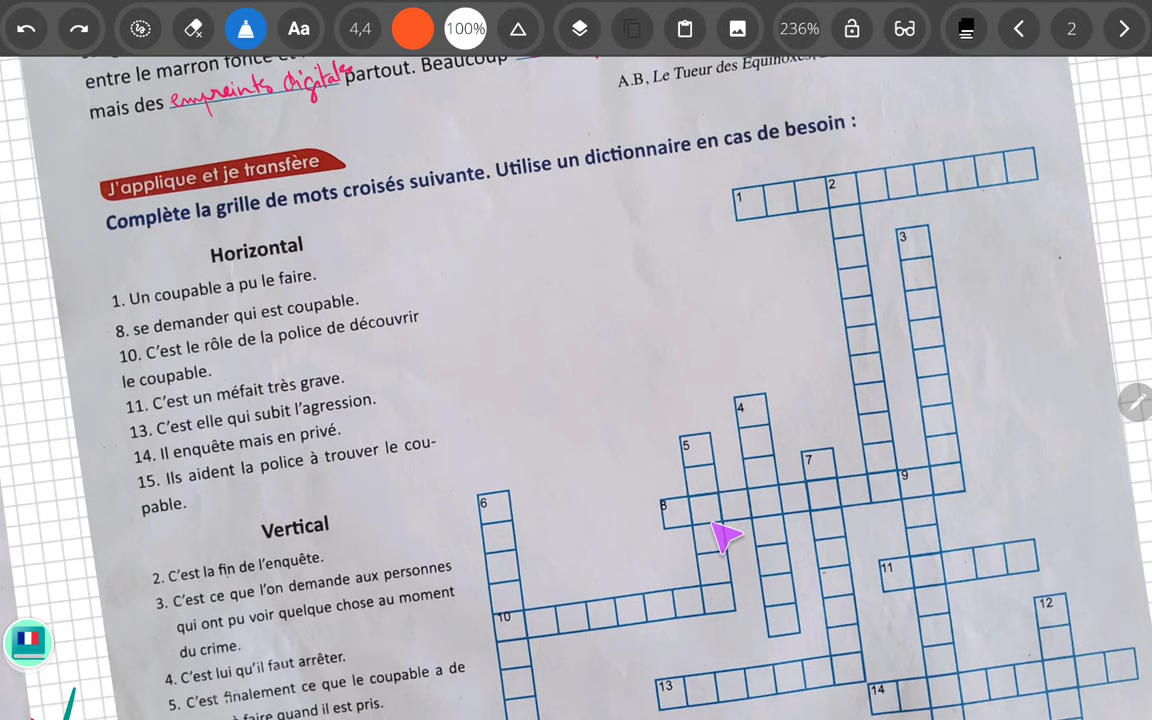 Aa
4,4
100%
236%
2
entre le marron foncé et
mais des empreints digitales partout. Beaucoup
A.B, Le Tueur des Equinoxes,
J'applique et je transfère
Complète la grille de mots croisés suivante. Utilise un dictionnaire en cas de besoin :
Horizontal
1. Un coupable a pu le faire.
8. se demander qui est coupable.
10. C'est le rôle de la police de découvrir
le coupable.
11. C'est un méfait très grave.
13. C'est elle qui subit l'agression.
14. Il enquête mais en privé.
15. Ils aident la police à trouver le cou-
pable.
Vertical
2. C'est la fin de l'enquête.
3. C'est ce que l'on demande aux personnes
qui ont pu voir quelque chose au moment
du crime.
4. C'est lui qu'il faut arrêter.
5. C'est finalement ce que le coupable a de
à faire quand il est pris.
1
2
3
4
5
7
6
8
9
10
11
12
13
14